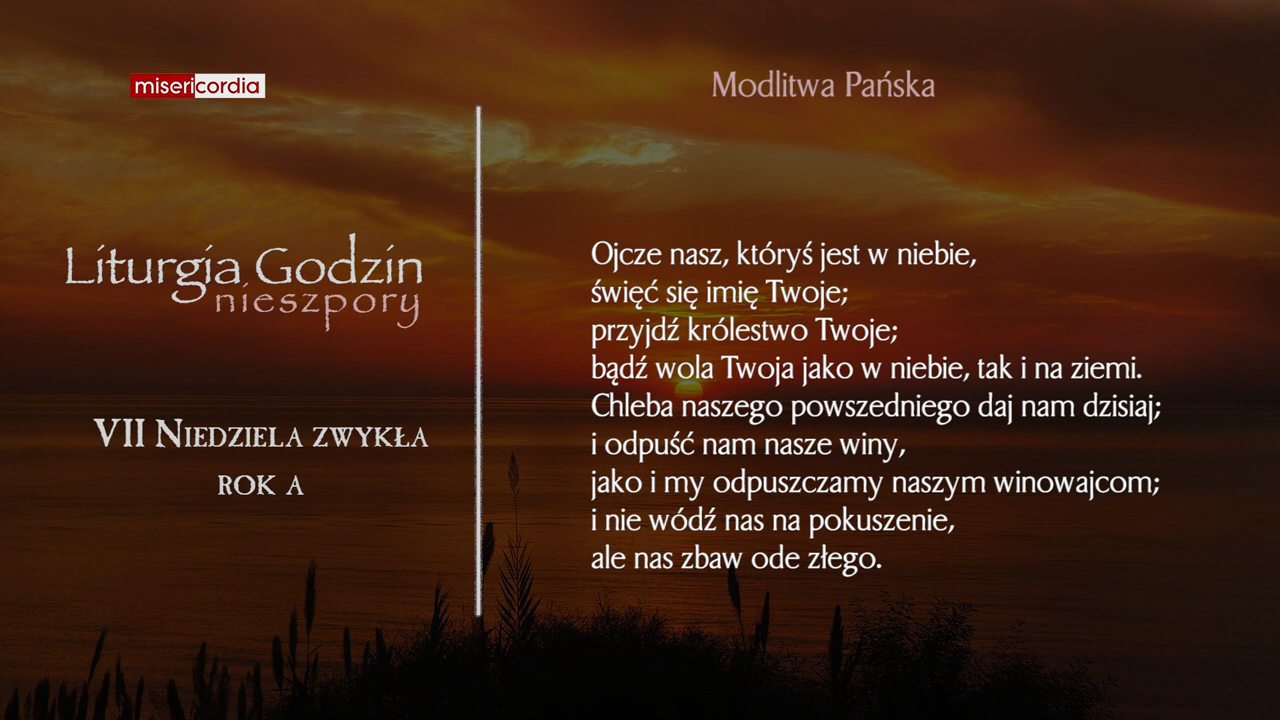 misericordia
Liturgia Godzin
nieszpory
VII Niedziela zwykła
rok a
Modlitwa Pańska
Ojcze nasz, któryś jest w niebie,
święć się imię Twoje;
przyjdź królestwo Twoje;
bądź wola Twoja jako w niebie, tak i na ziemi.
Chleba naszego powszedniego daj nam dzisiaj;
i odpuść nam nasze winy,
jako i my odpuszczamy naszym winowajcom;
i nie wódź nas na pokuszenie,
ale nas zbaw ode złego.